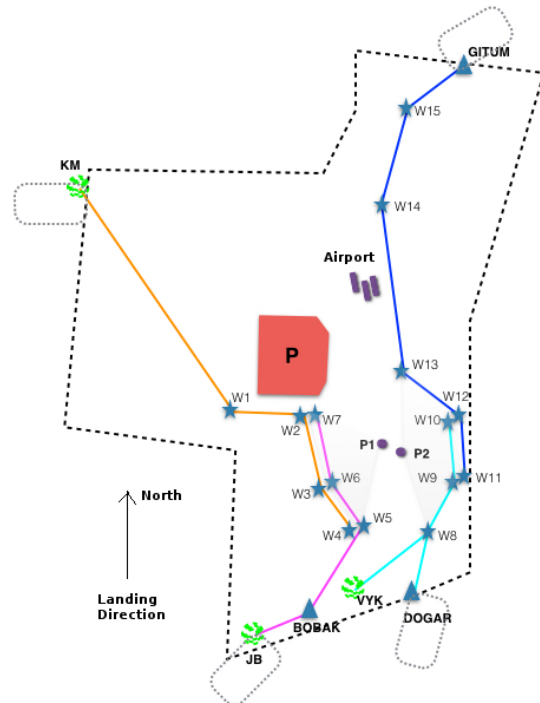 GITUM
W15
KM
W14
Airport
P
W13
W1
W2
W7
W12
W10
P1
P2
W6
W9
W11
W3
North
W5
W4
W8
Landing
Direction
VYK
DOGAR
BOBAK
JB